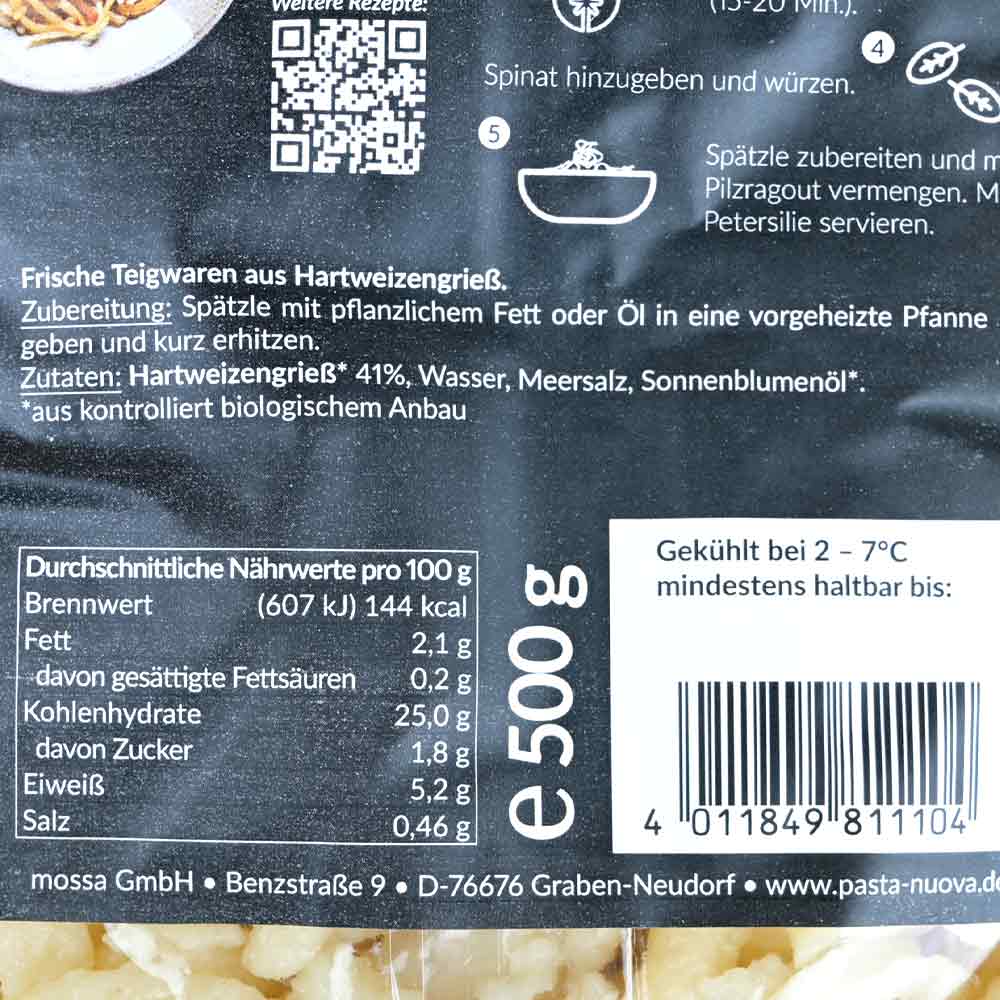 Weitere Rezepte:
(15-20 Min.).
4
Spinat hinzugeben und würzen.
5
Spätzle zubereiten und
Pilzragout vermengen.
Petersilie servieren.
Frische Teigwaren aus Hartweizengrieß.
Zubereitung: Spätzle mit pflanzlichem Fett oder Öl in eine vorgeheizte Pfanne
geben und kurz erhitzen.
Zutaten: Hartweizengrieß* 41%, Wasser, Meersalz, Sonnenblumenöl*.
*aus kontrolliert biologischem Anbau
Durchschnittliche Nährwerte pro 100 g
Brennwert (607 kJ) 144 kcal
Fett 2,1 g
davon gesättigte Fettsäuren 0,2 g
Kohlenhydrate 25,0 g
davon Zucker 1,8 g
Eiweiß 5,2 g
Salz 0,46 g
e 500 g
Gekühlt bei 2 – 7°C
mindestens haltbar bis:
4 011849 811104
mossa GmbH • Benzstraße 9 • D-76676 Graben-Neudorf • www.pasta-nuova.de